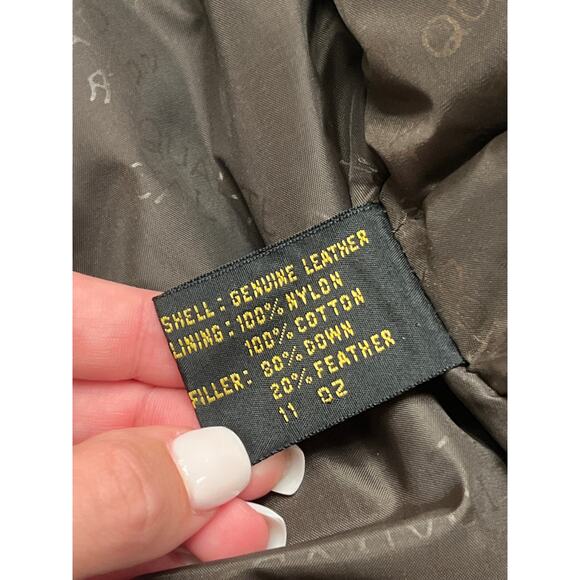 SHELL: GENUINE LEATHER
LINING: 100% NYLON
100% COTTON
FILLER: 80% DOWN
20% FEATHER
11 OZ